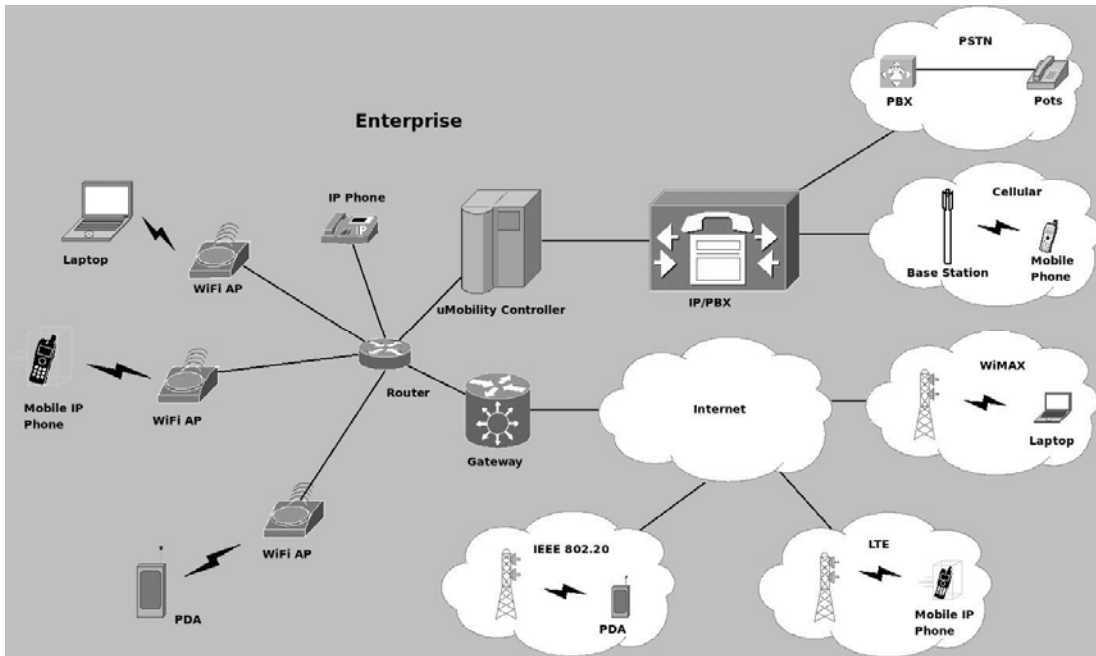 PSTN
PBX
Pots
Enterprise
IP Phone
IP
Cellular
Laptop
WiFi AP
Base Station
Mobile
Phone
uMobility Controller
IP/PBX
WiMAX
Mobile IP
Phone
WiFi AP
Router
Internet
Laptop
Gateway
WiFi AP
IEEE 802.20
LTE
PDA
PDA
Mobile IP
Phone